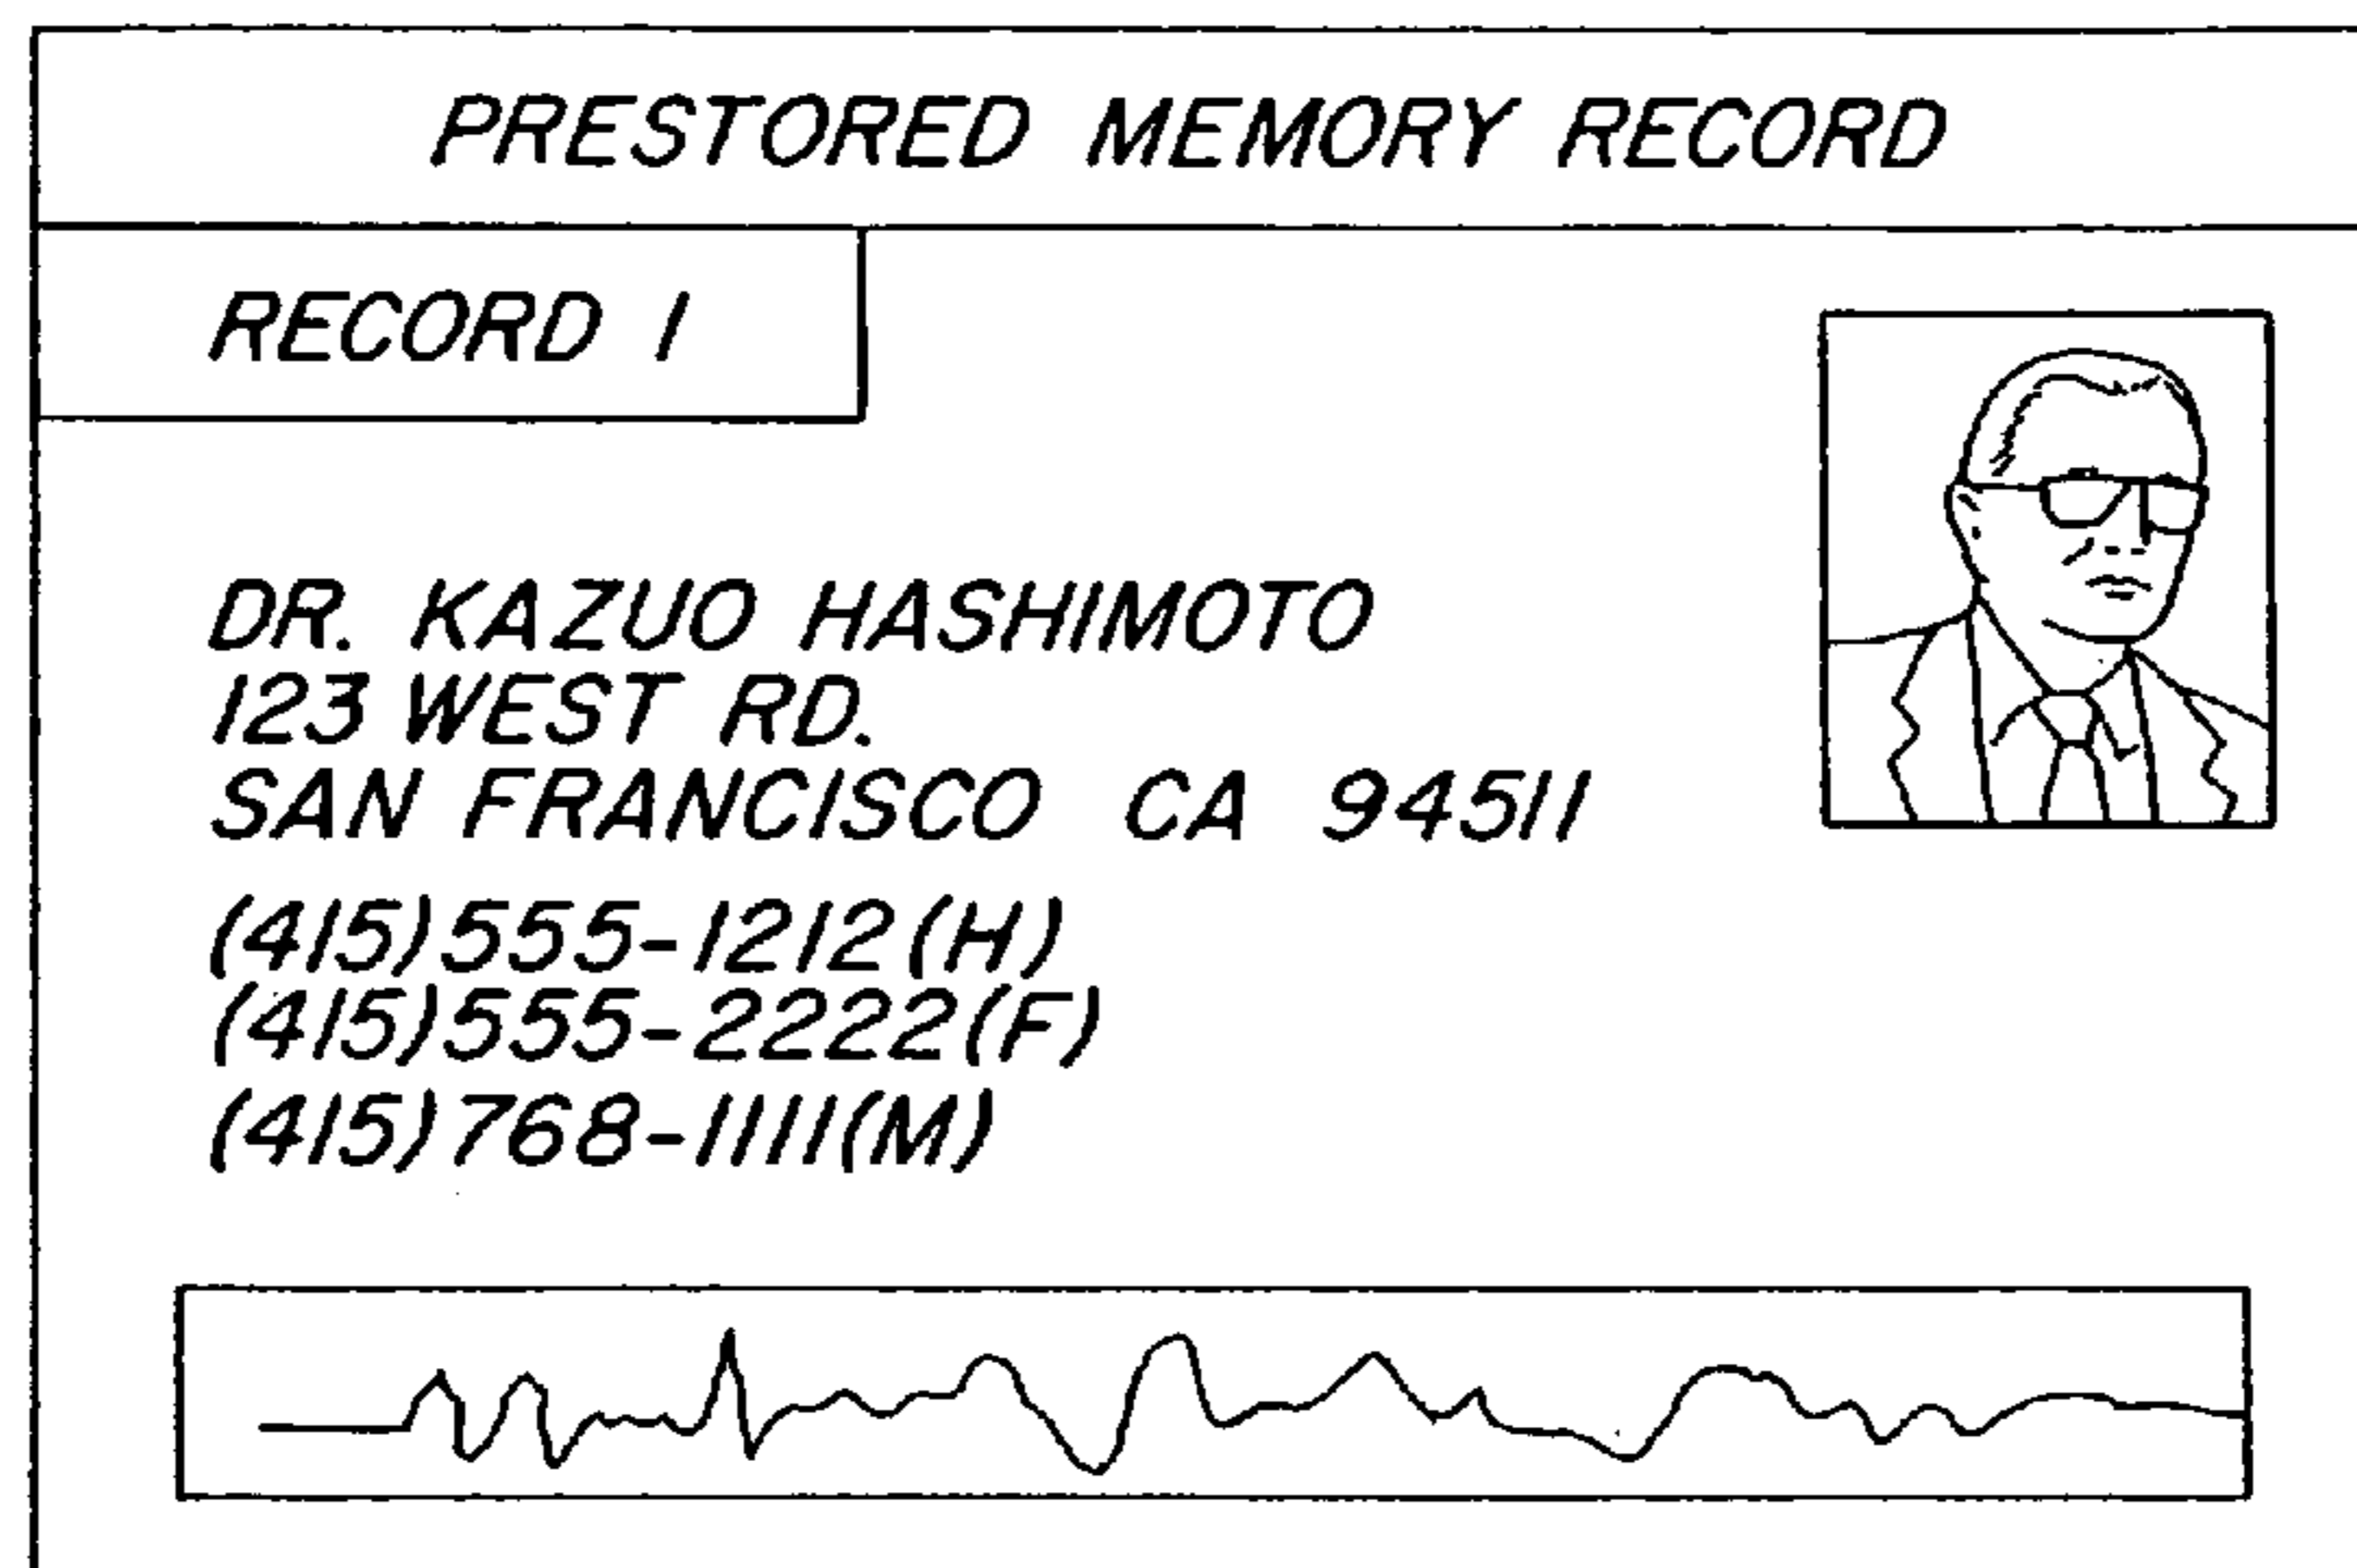 PRESTORED MEMORY RECORD
RECORD 1
DR. KAZUO HASHIMOTO
123 WEST RD.
SAN FRANCISCO CA 94511
(415)555-1212(H)
(415)555-2222(F)
(415)768-1111(M)